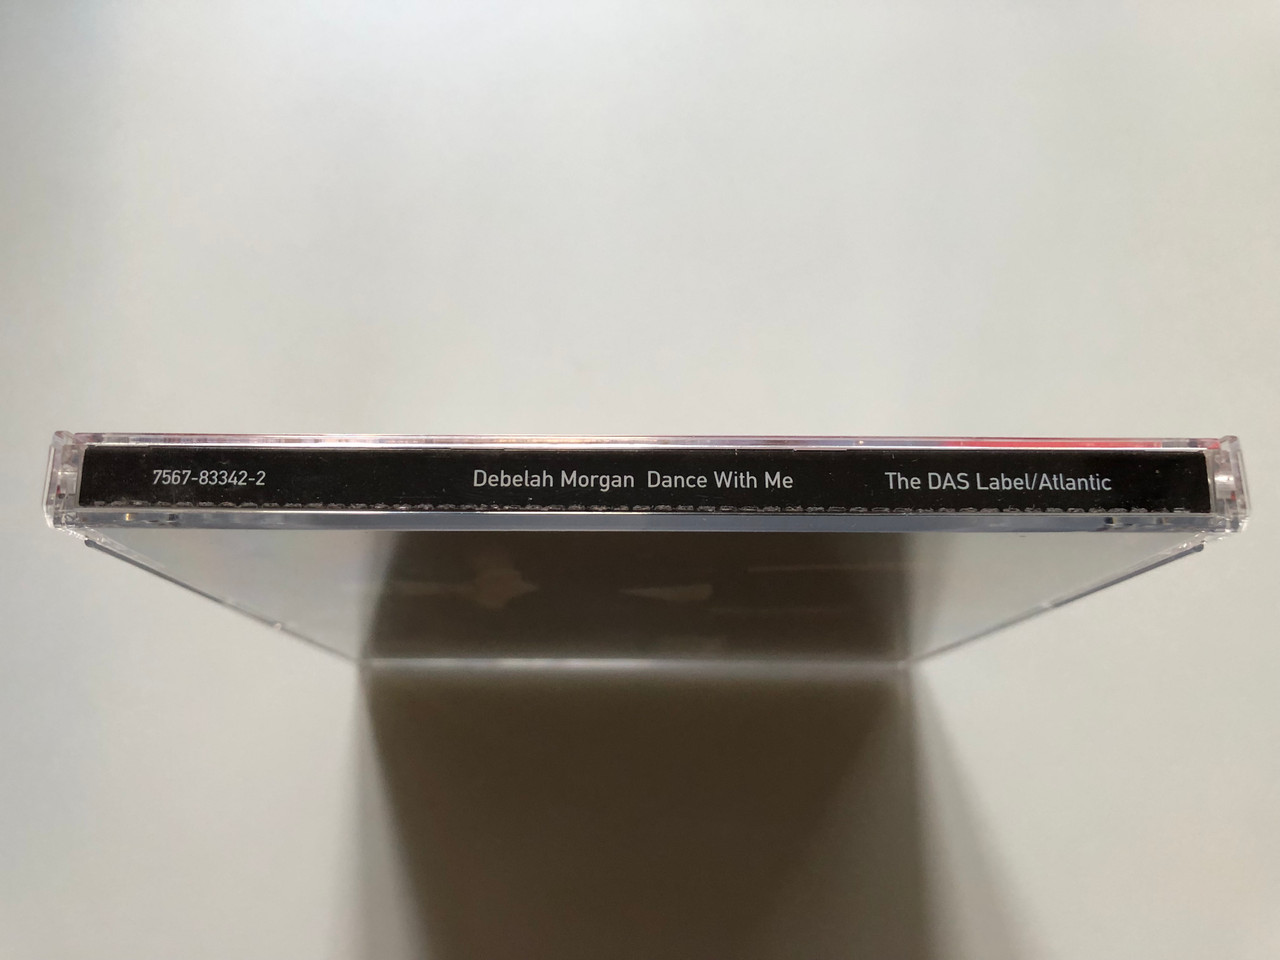 7567-83342-2 Debelah Morgan Dance With Me The DAS Label/Atlantic